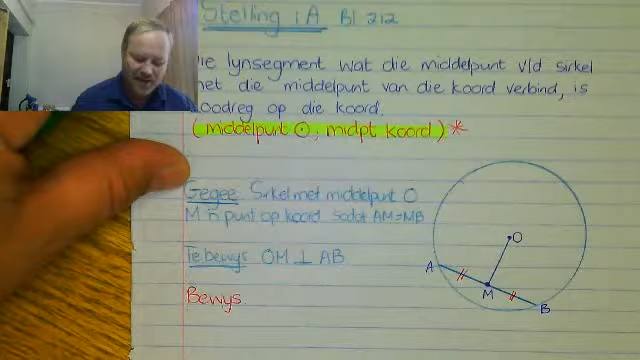 Stelling 1A Bl 212
Die lynsegment wat die middelpunt v/d sirkel
met die middelpunt van die koord verbind, is
loodreg op die koord.
(middelpunt ⊙, midpt koord) *
Gegee: Sirkel met middelpunt O
M 'n punt op koord sodat AM=MB
Te bewys OM ⊥ AB
Bewys
O
A
M
B